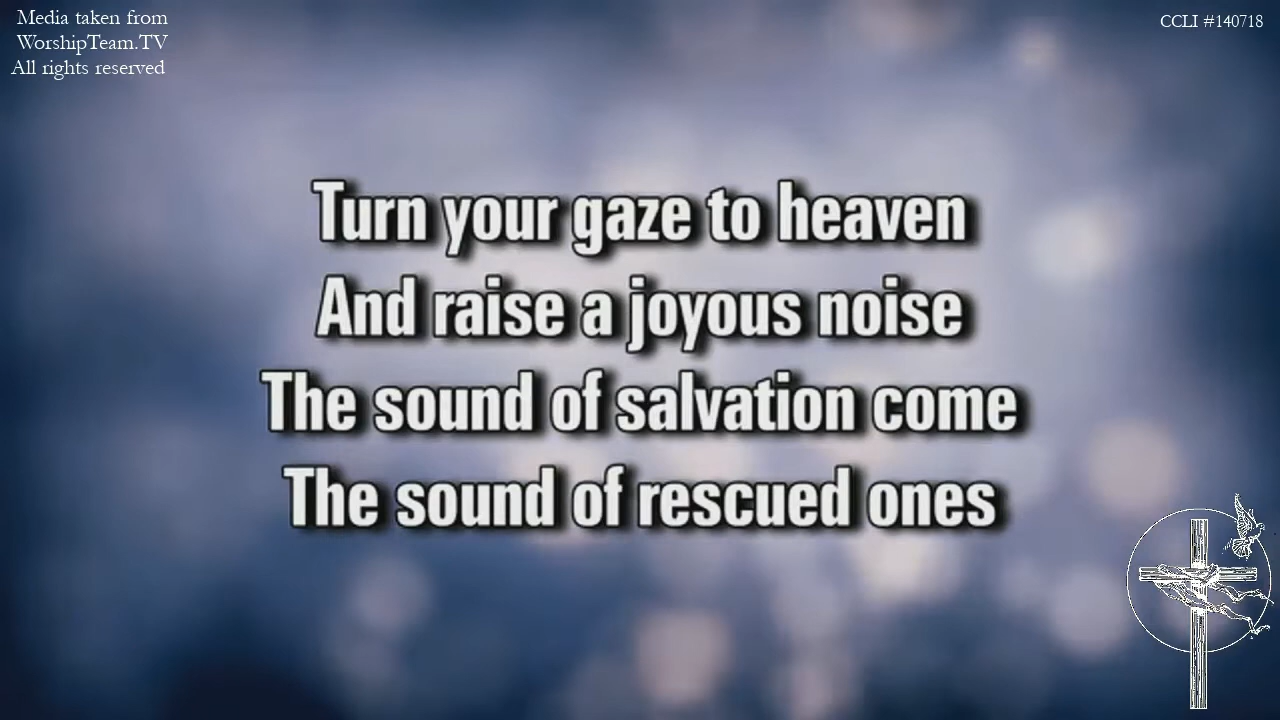 Media taken from
WorshipTeam.TV
All rights reserved
CCLI #140718
Turn your gaze to heaven
And raise a joyous noise
The sound of salvation come
The sound of rescued ones